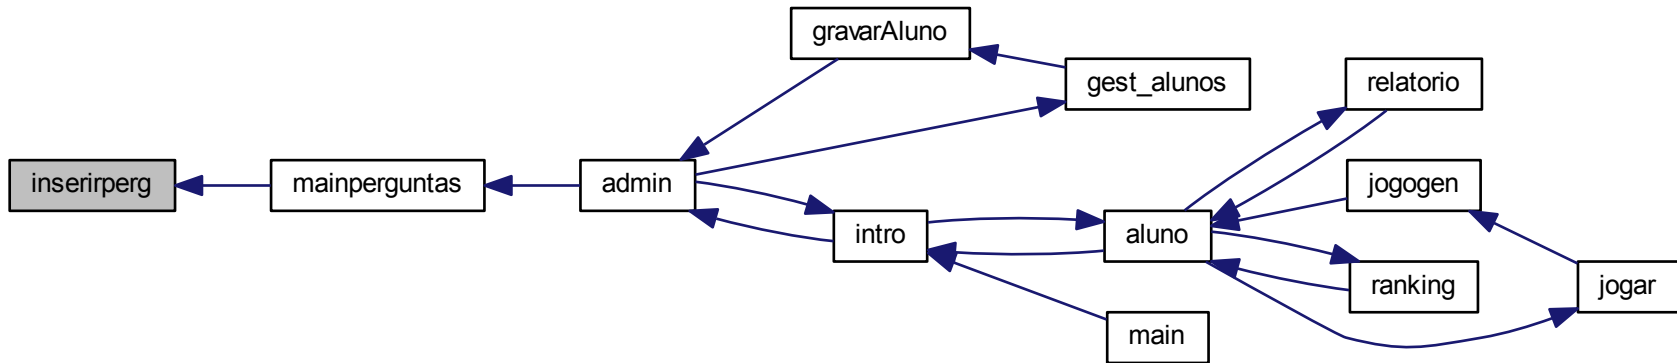 gravarAluno
gest_alunos
relatorio
inserirperg
mainperguntas
admin
jogogen
intro
aluno
ranking
jogar
main